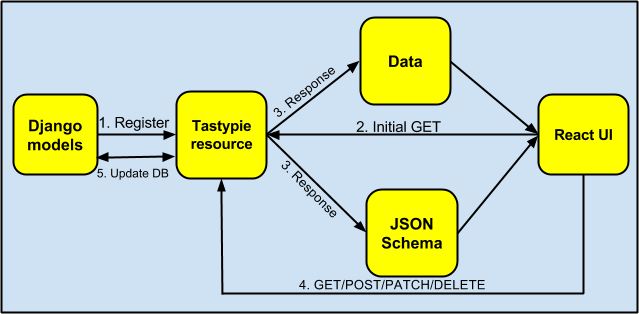 Data
3. Response
Django
models
1. Register
Tastypie
resource
2. Initial GET
React UI
5. Update DB
3. Response
JSON
Schema
4. GET/POST/PATCH/DELETE